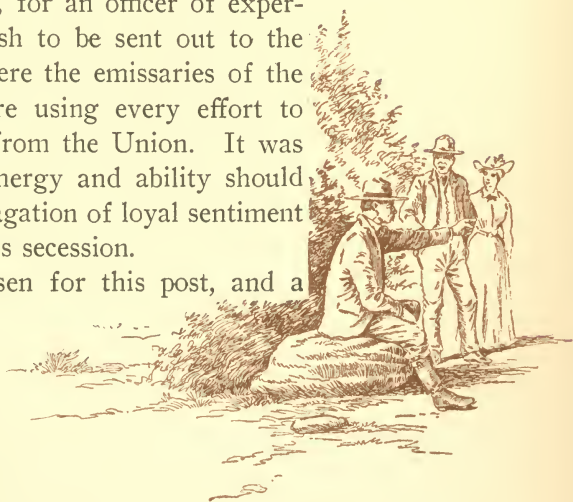 , for an officer of exper-
sh to be sent out to the
ere the emissaries of the
re using every effort to
from the Union. It was
nergy and ability should
agation of loyal sentiment
s secession.
sen for this post, and a